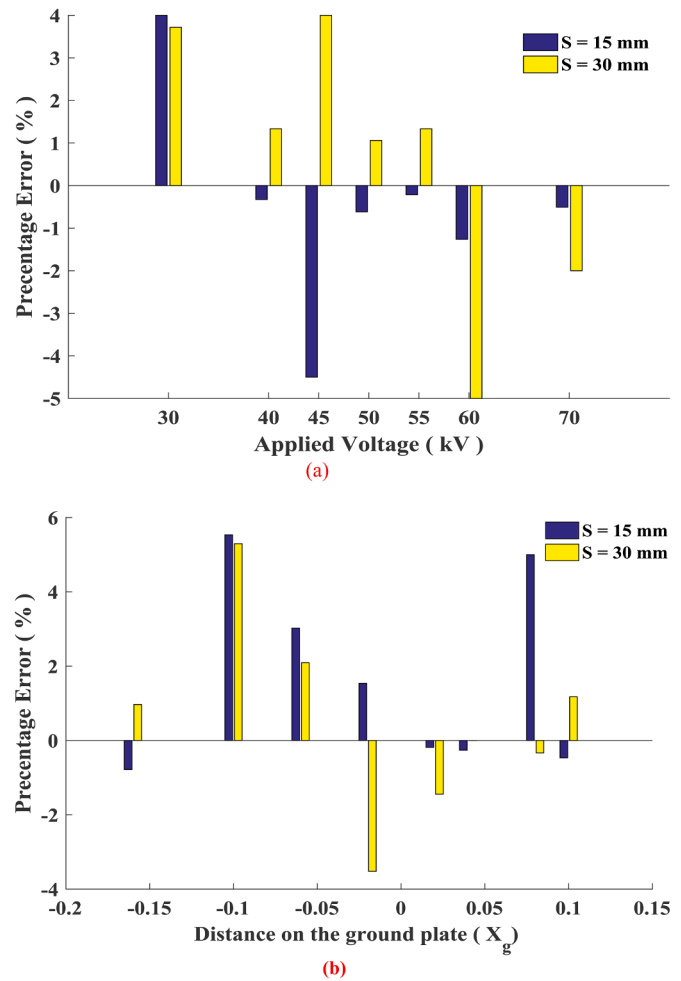 4
3
2
1
0
-1
-2
-3
-4
-5
Precentage Error ( % )
S = 15 mm
S = 30 mm
30 40 45 50 55 60 70
Applied Voltage ( kV )
(a)
6
4
2
0
-2
-4
Precentage Error ( % )
S = 15 mm
S = 30 mm
-0.2 -0.15 -0.1 -0.05 0 0.05 0.1 0.15
Distance on the ground plate ( X_g)
(b)